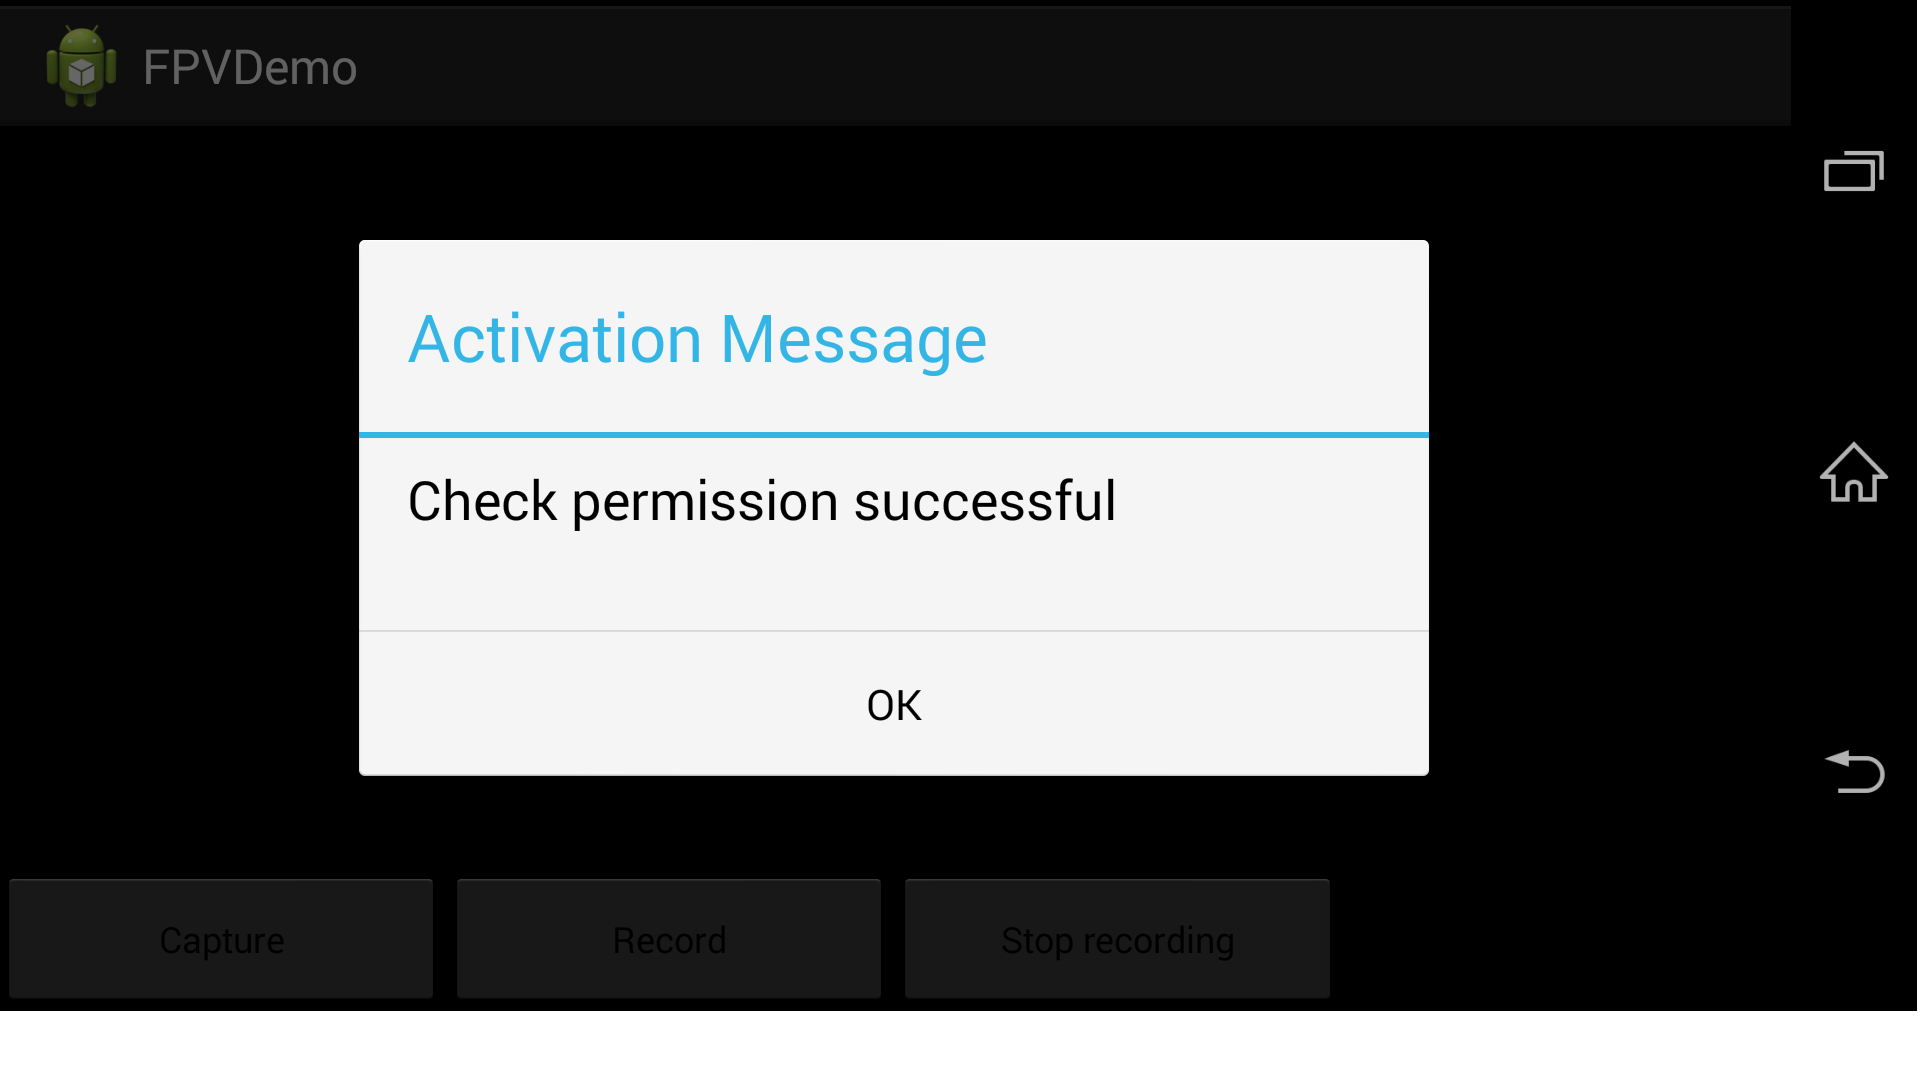 FPVDemo
Activation Message
Check permission successful
OK
Capture
Record
Stop recording